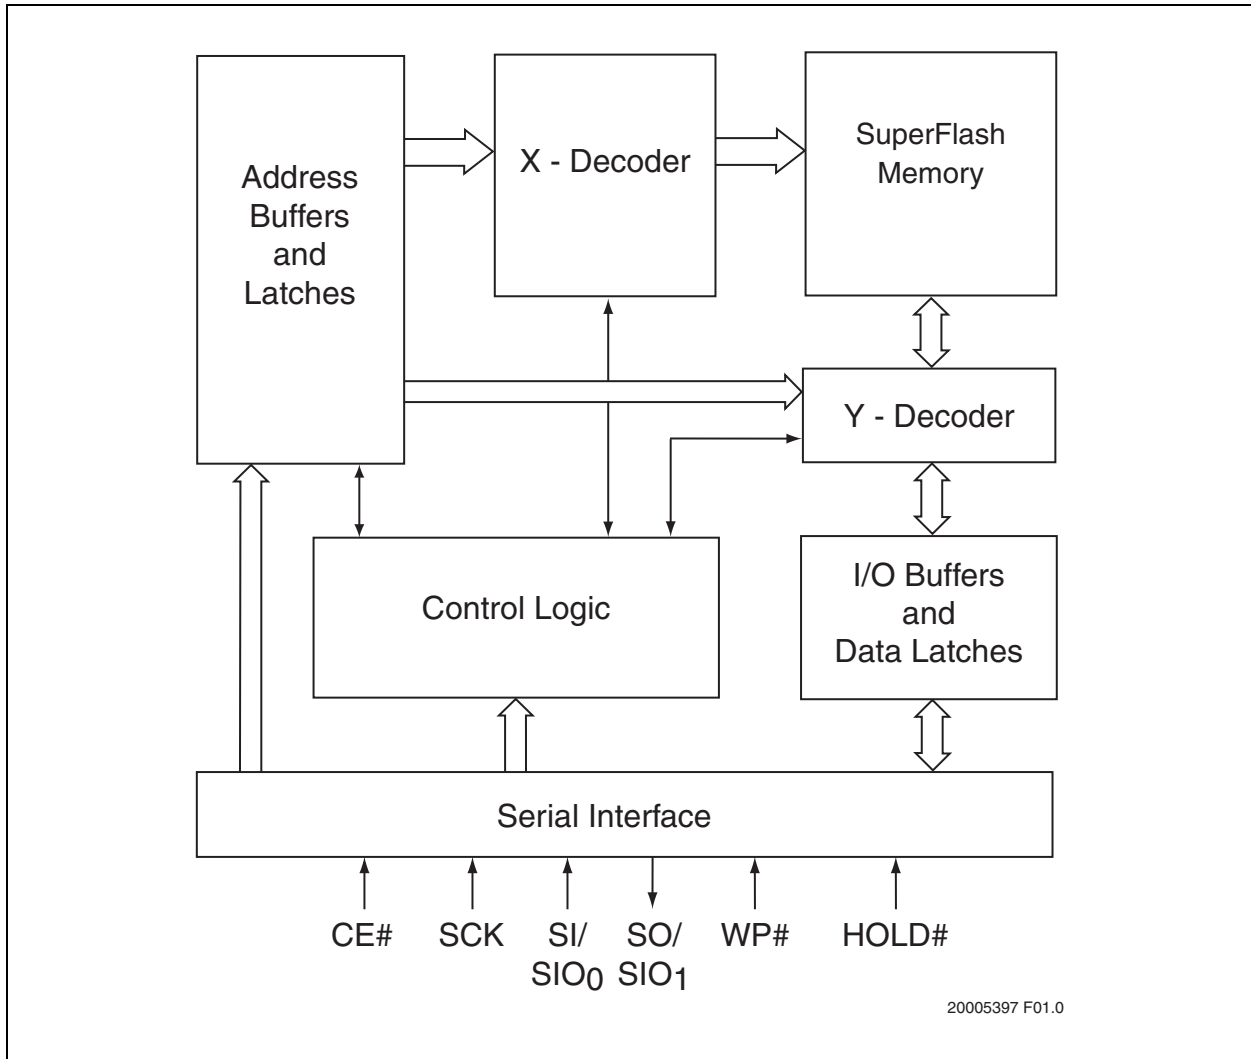 Address
Buffers
and
Latches
X - Decoder
SuperFlash
Memory
Y - Decoder
Control Logic
I/O Buffers
and
Data Latches
Serial Interface
CE#
SCK
SI/
SIO0
SO/
SIO1
WP#
HOLD#
20005397 F01.0